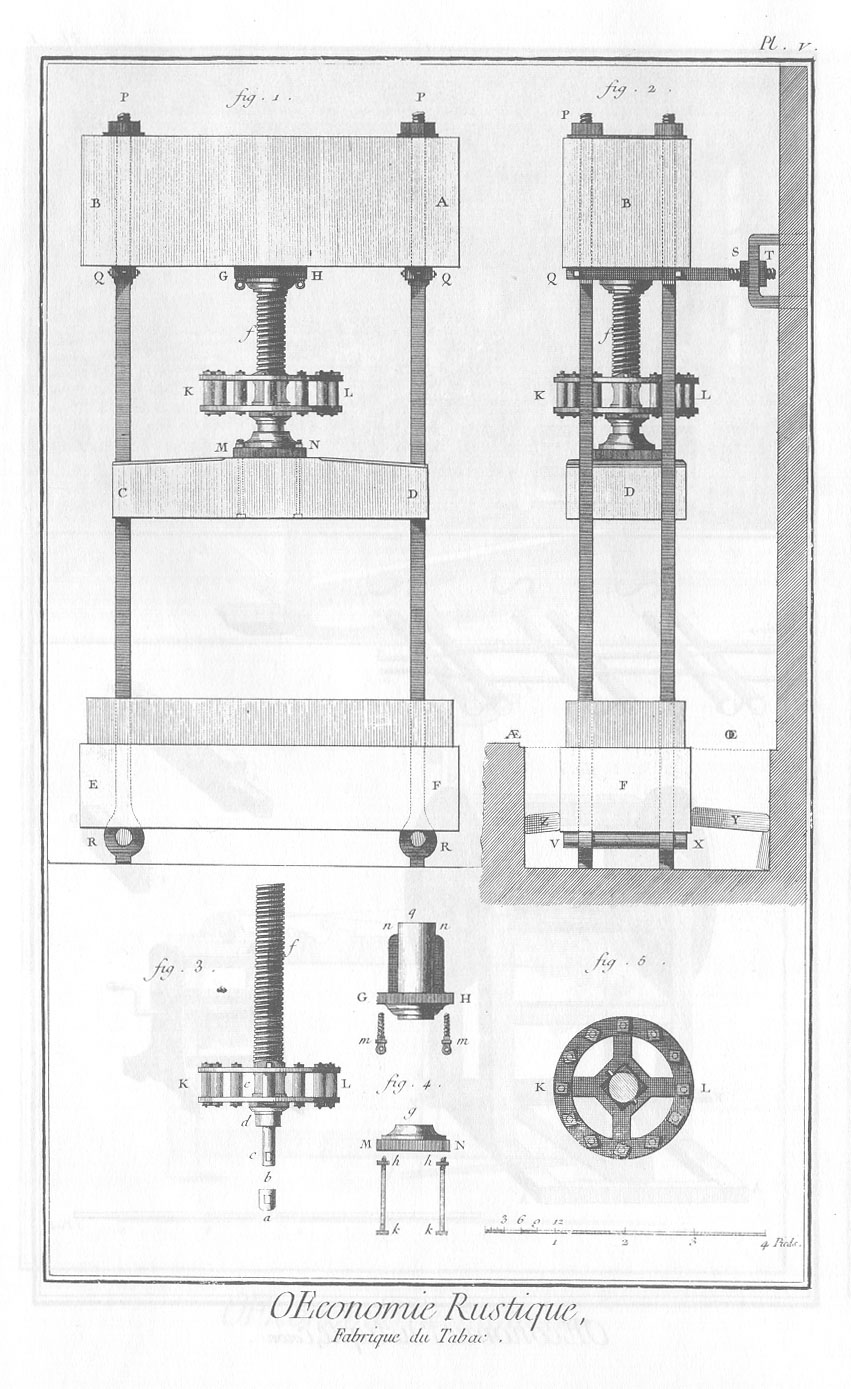 Pl. V.
fig. 1.
fig. 2.
P P P
B A B
S T
Q G H Q Q
f f
K L K L
M N
C D D
Æ Œ
E F F
Z Y
R R V X
q
n n
f
fig. 3.
fig. 5.
G H
m m
K c L
fig. 4.
K L
d
g
M N
c
h h
b
a
k k
3 6 9 12
1 2 3 4 Pieds.
OEconomie Rustique,
Fabrique du Tabac.